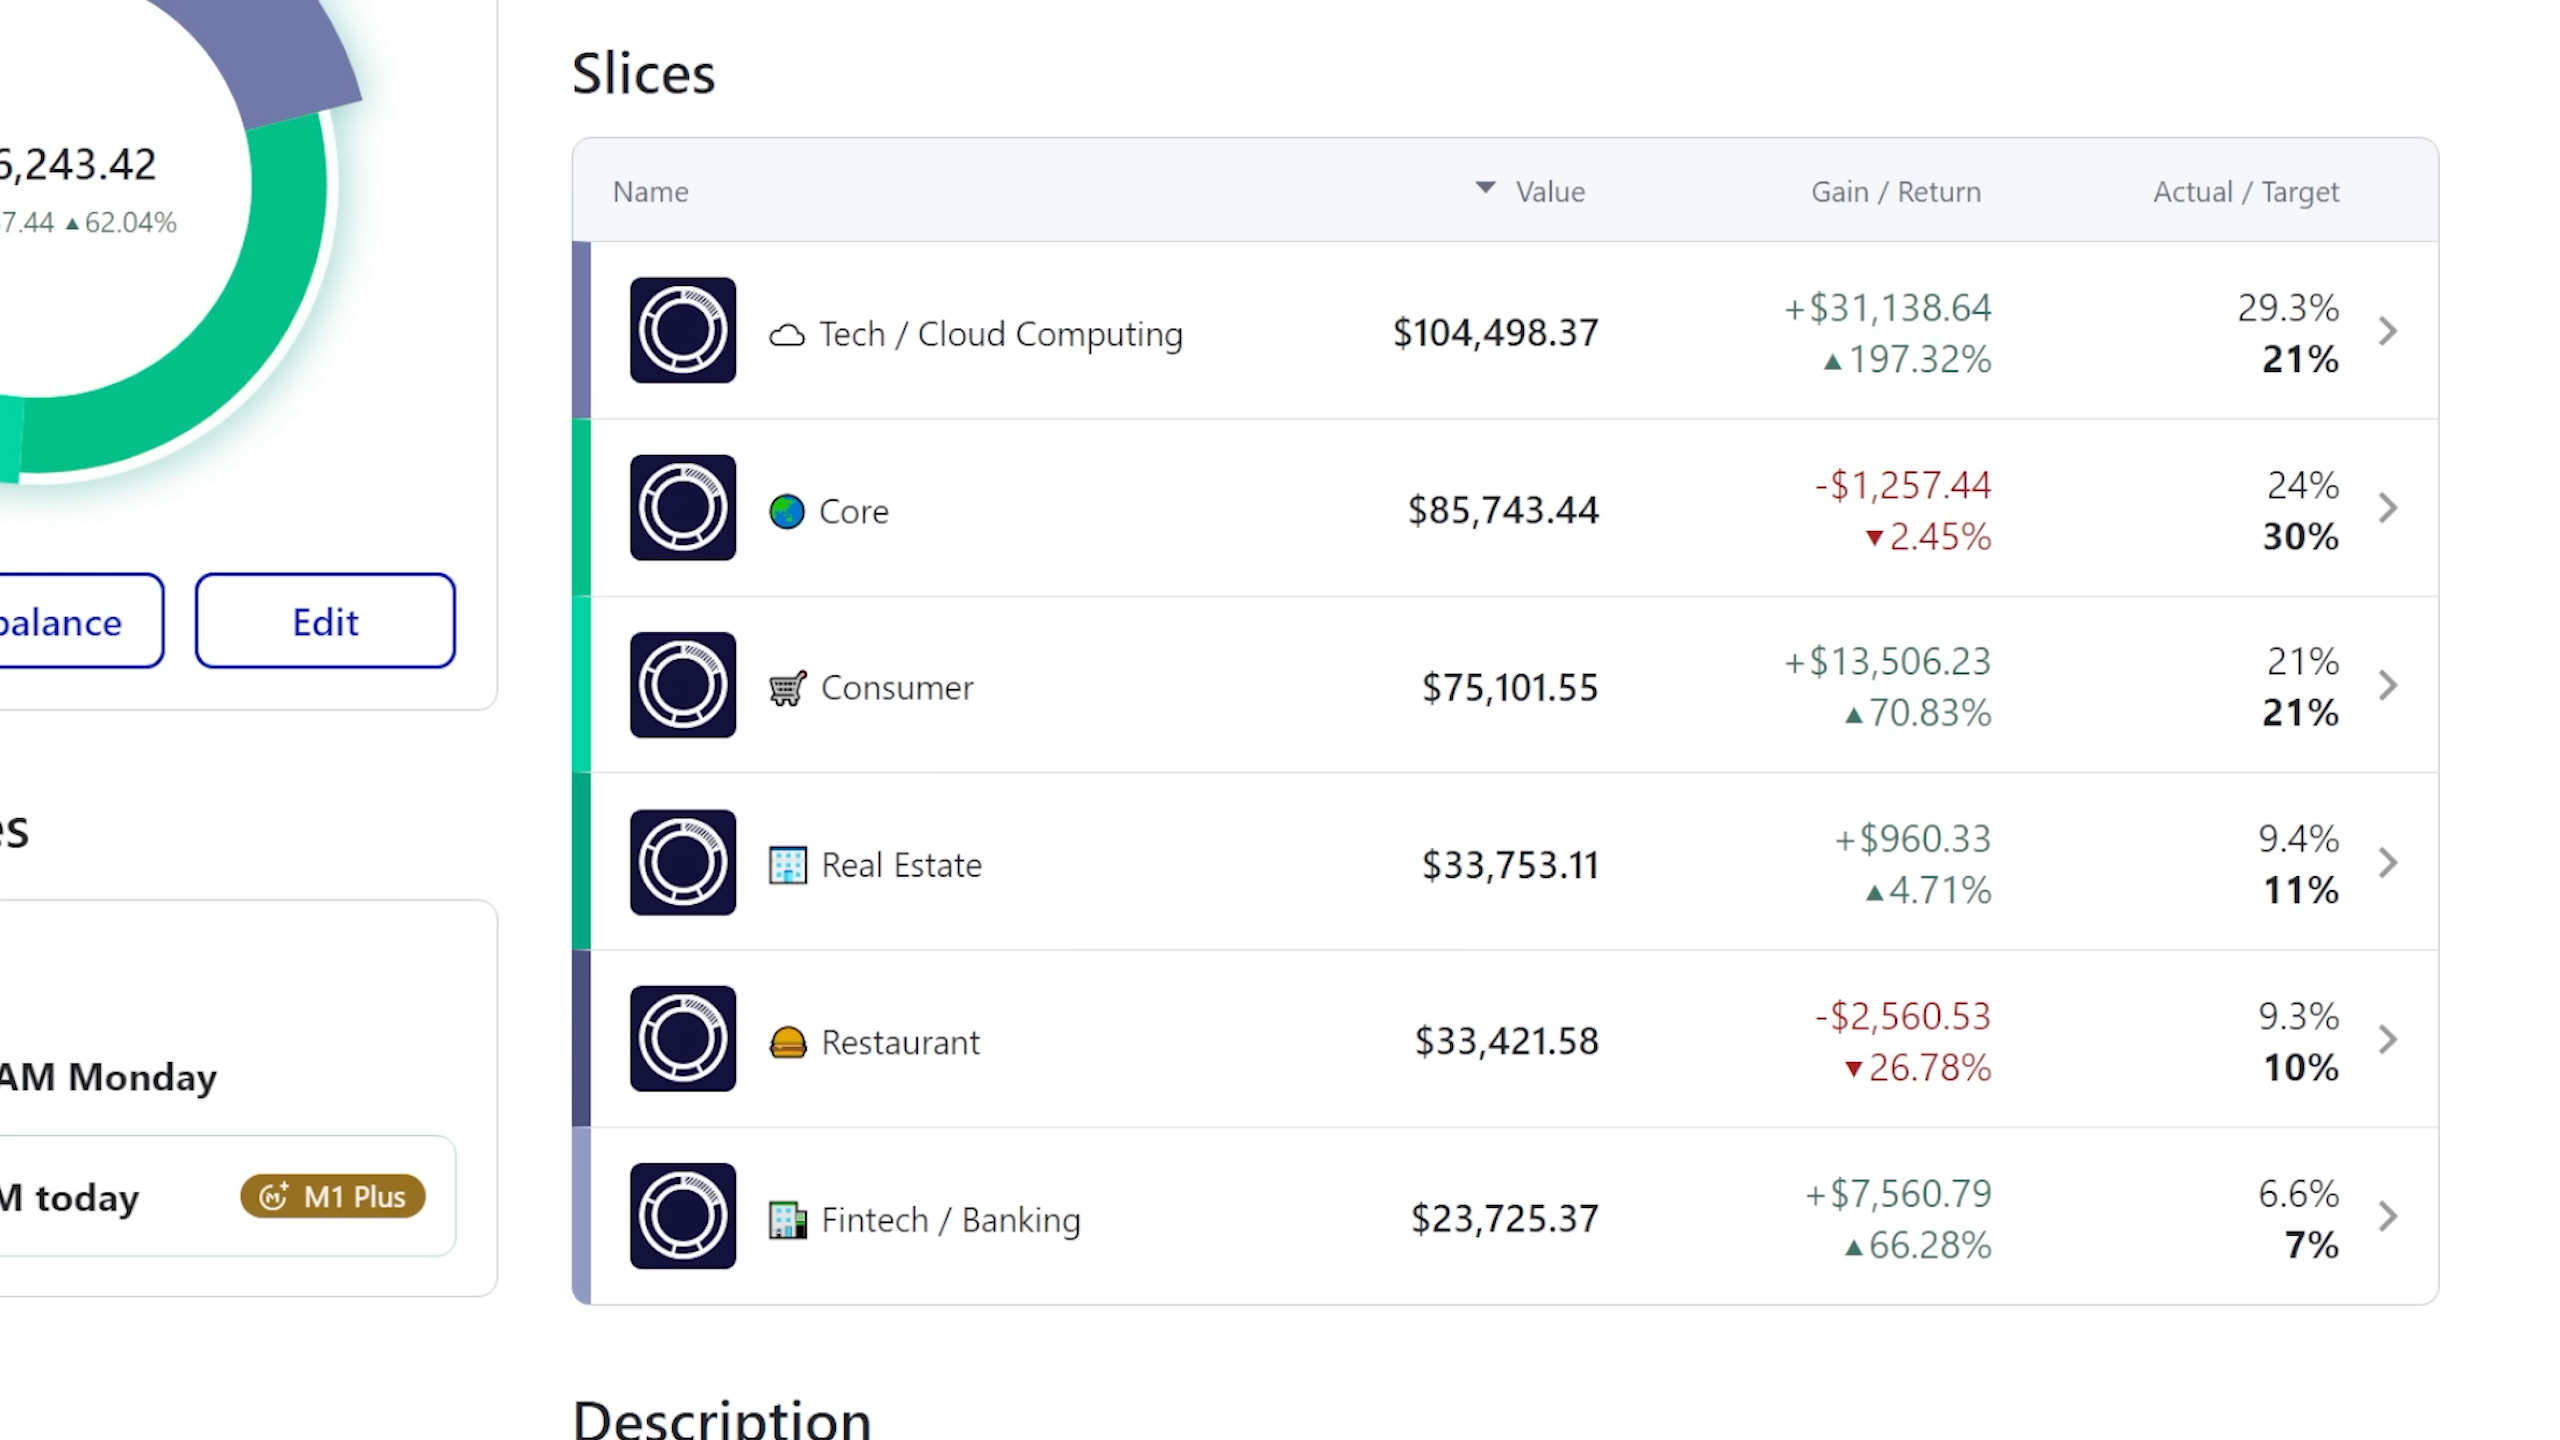 6,243.42
7.44 ▲62.04%
balance
Edit
es
AM Monday
M today
M1 Plus
Slices
Name
Value
Gain / Return
Actual / Target
Tech / Cloud Computing
$104,498.37
+$31,138.64
▲197.32%
29.3%
21%
Core
$85,743.44
-$1,257.44
▼2.45%
24%
30%
Consumer
$75,101.55
+$13,506.23
▲70.83%
21%
21%
Real Estate
$33,753.11
+$960.33
▲4.71%
9.4%
11%
Restaurant
$33,421.58
-$2,560.53
▼26.78%
9.3%
10%
Fintech / Banking
$23,725.37
+$7,560.79
▲66.28%
6.6%
7%
Description